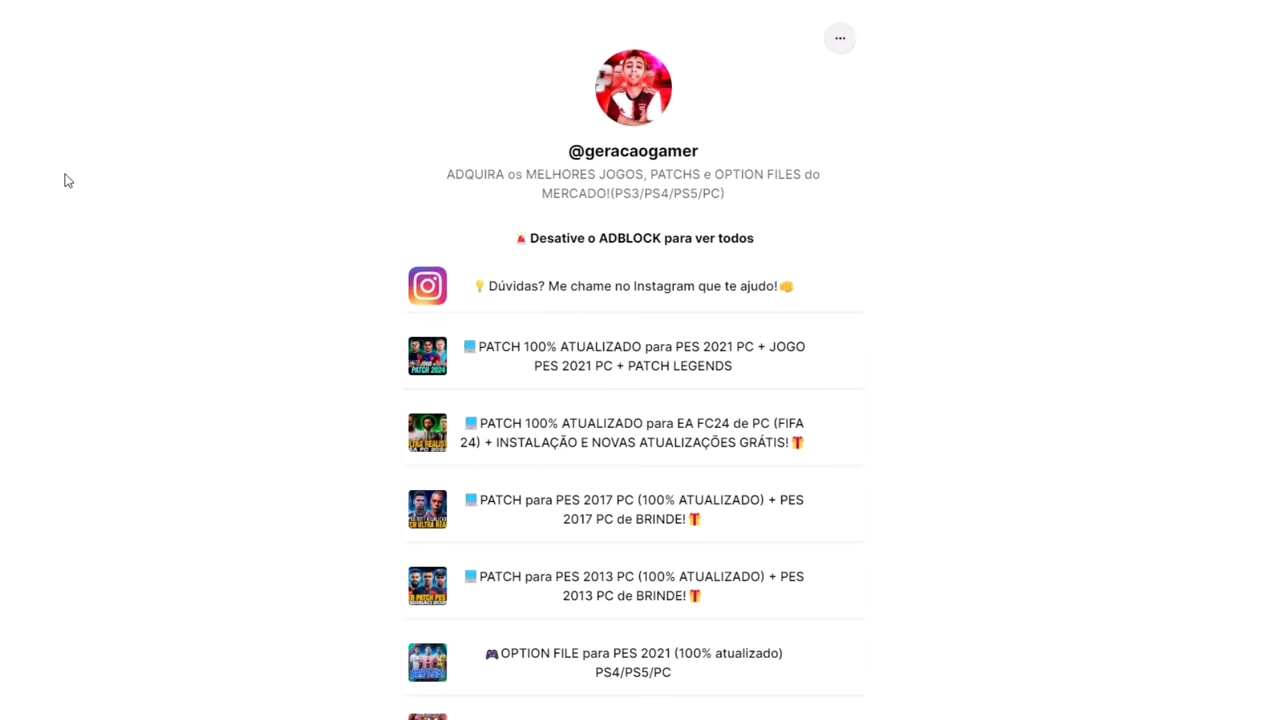 @geracaogamer
ADQUIRA os MELHORES JOGOS, PATCHS e OPTION FILES do
MERCADO!(PS3/PS4/PS5/PC)
🚨 Desative o ADBLOCK para ver todos
💡 Dúvidas? Me chame no Instagram que te ajudo!👊
💻PATCH 100% ATUALIZADO para PES 2021 PC + JOGO
PES 2021 PC + PATCH LEGENDS
PATCH 2024
💻PATCH 100% ATUALIZADO para EA FC24 de PC (FIFA
24) + INSTALAÇÃO E NOVAS ATUALIZAÇÕES GRÁTIS!🎁
💻PATCH para PES 2017 PC (100% ATUALIZADO) + PES
2017 PC de BRINDE!🎁
💻PATCH para PES 2013 PC (100% ATUALIZADO) + PES
2013 PC de BRINDE!🎁
🎮OPTION FILE para PES 2021 (100% atualizado)
PS4/PS5/PC